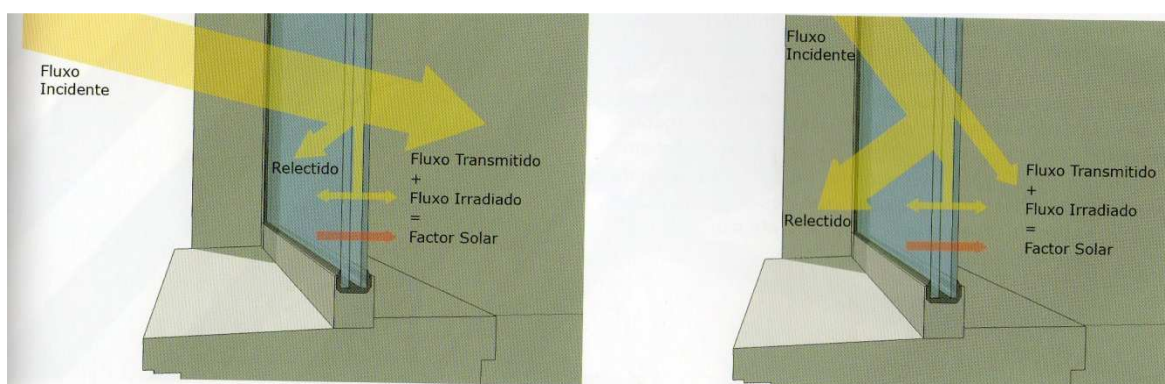 Fluxo
Incidente
Relectido
Fluxo Transmitido
+
Fluxo Irradiado
=
Factor Solar
Fluxo
Incidente
Relectido
Fluxo Transmitido
+
Fluxo Irradiado
=
Factor Solar